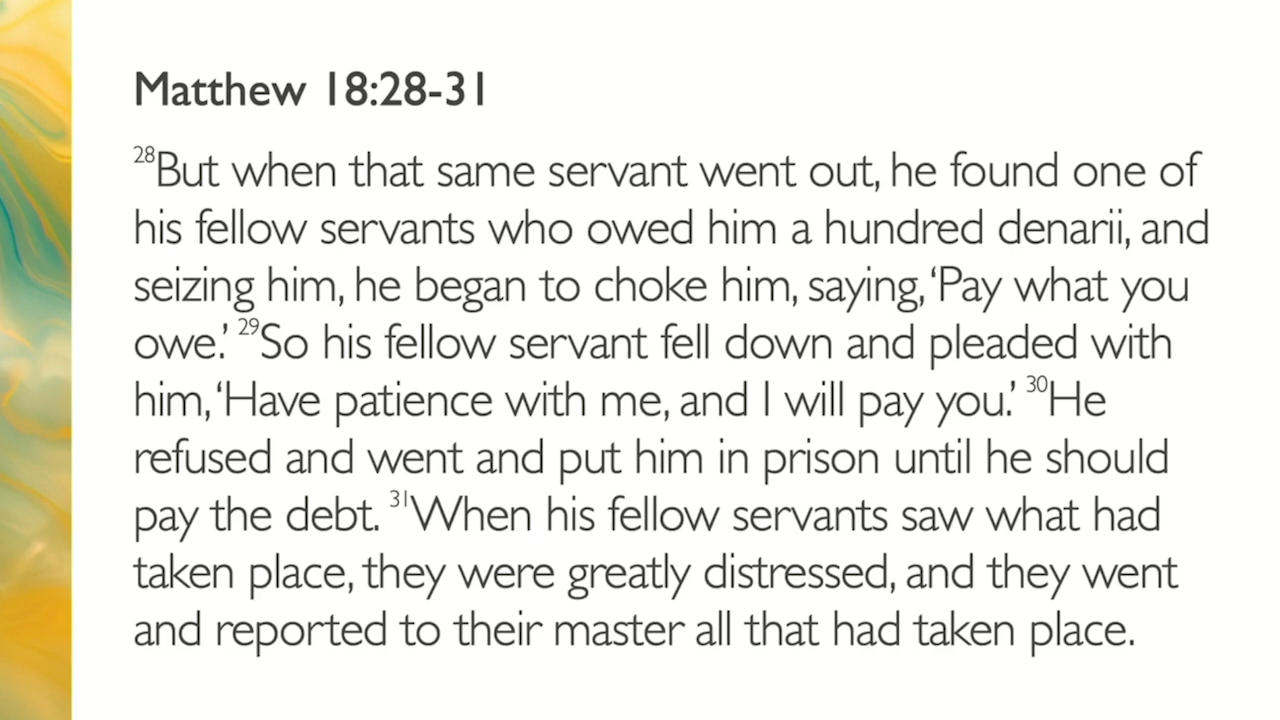 Matthew 18:28-31
28But when that same servant went out, he found one of
his fellow servants who owed him a hundred denarii, and
seizing him, he began to choke him, saying, ‘Pay what you
owe.’ 29So his fellow servant fell down and pleaded with
him, ‘Have patience with me, and I will pay you.’ 30He
refused and went and put him in prison until he should
pay the debt. 31When his fellow servants saw what had
taken place, they were greatly distressed, and they went
and reported to their master all that had taken place.